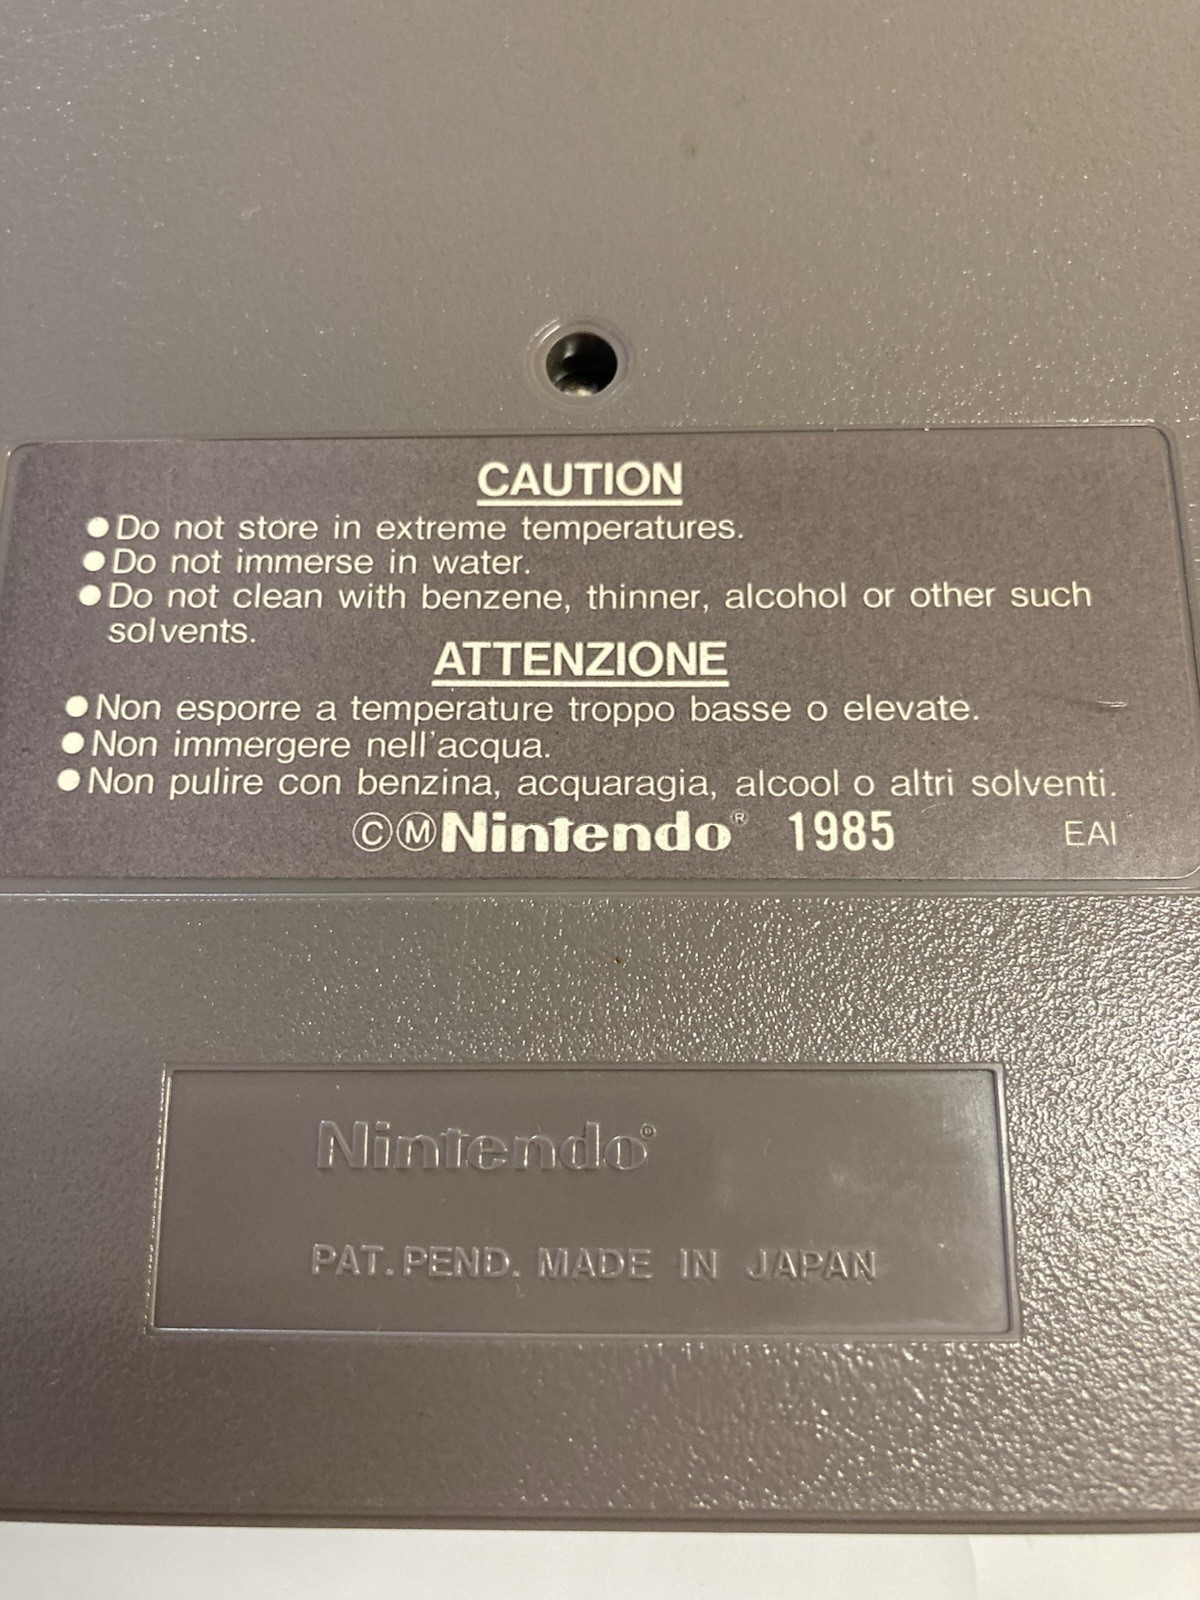 CAUTION
●Do not store in extreme temperatures.
●Do not immerse in water.
●Do not clean with benzene, thinner, alcohol or other such
solvents.
ATTENZIONE
●Non esporre a temperature troppo basse o elevate.
●Non immergere nell'acqua.
●Non pulire con benzina, acquaragia, alcool o altri solventi.
ⒸⓂNintendo® 1985 EAI
Nintendo®
PAT. PEND. MADE IN JAPAN